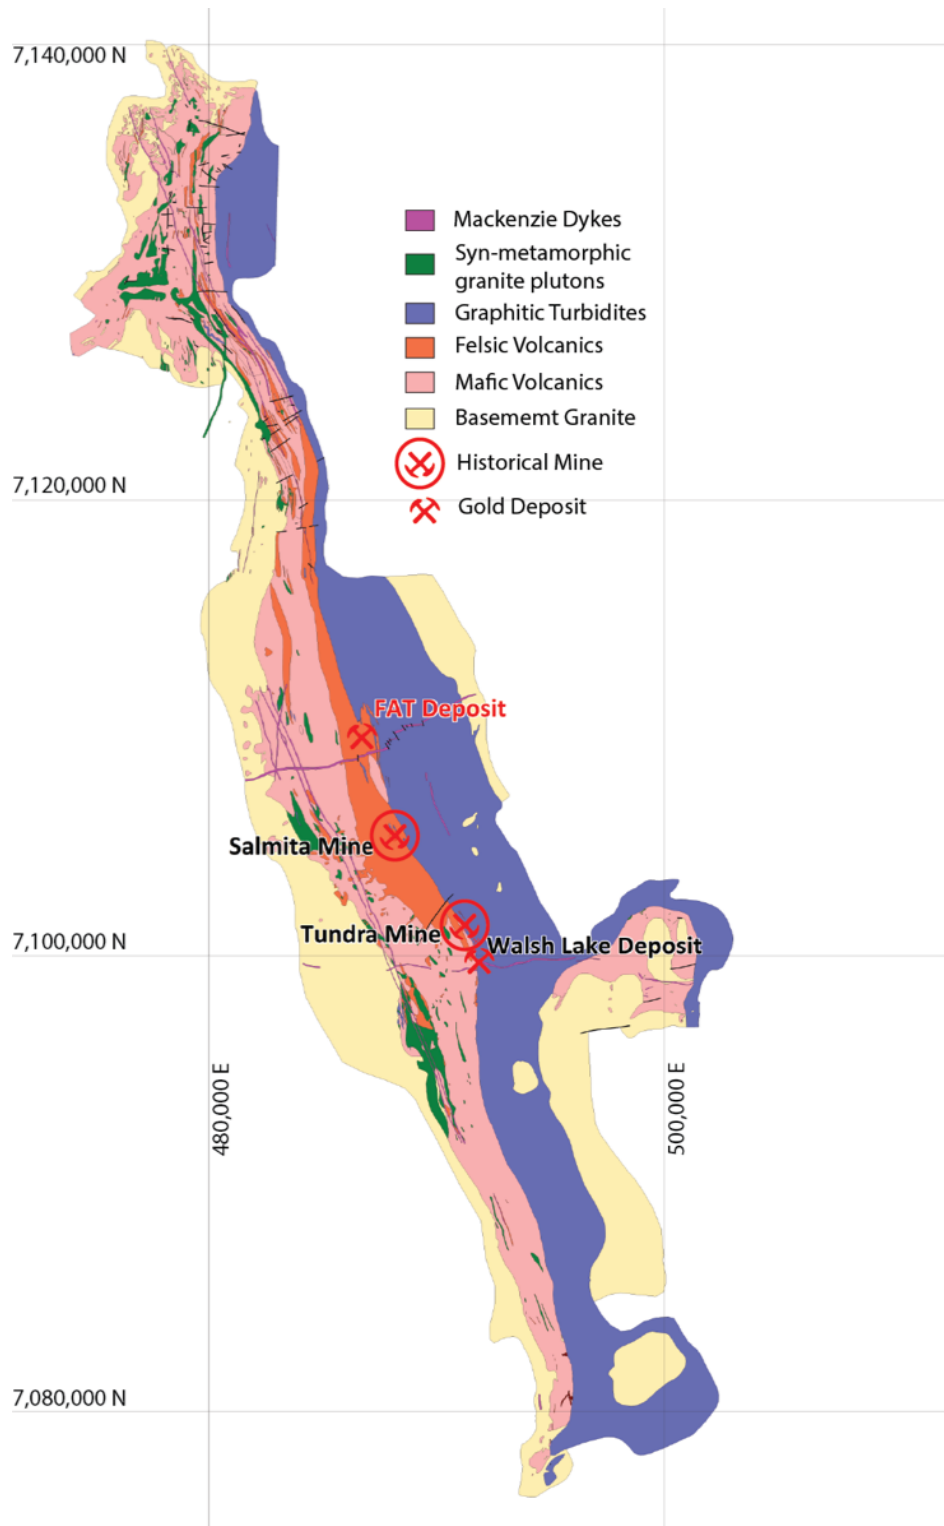 7,140,000 N
Mackenzie Dykes
Syn-metamorphic
granite plutons
Graphitic Turbidites
Felsic Volcanics
Mafic Volcanics
Basememt Granite
Historical Mine
7,120,000 N
Gold Deposit
FAT Deposit
Salmita Mine
Tundra Mine
Walsh Lake Deposit
7,100,000 N
480,000 E
500,000 E
7,080,000 N